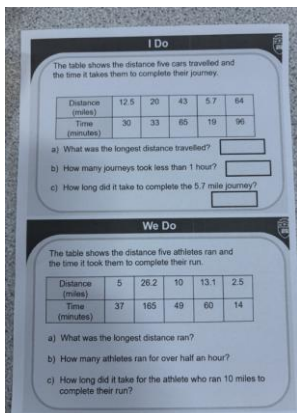 I Do
The table shows the distance five cars travelled and
the time it takes them to complete their journey.
Distance (miles) 12.5 20 43 5.7 64
Time (minutes) 30 33 65 19 96
a) What was the longest distance travelled?
b) How many journeys took less than 1 hour?
c) How long did it take to complete the 5.7 mile journey?
We Do
The table shows the distance five athletes ran and
the time it took them to complete their run.
Distance (miles) 5 26.2 10 13.1 2.5
Time (minutes) 37 165 49 60 14
a) What was the longest distance ran?
b) How many athletes ran for over half an hour?
c) How long did it take for the athlete who ran 10 miles to
complete their run?